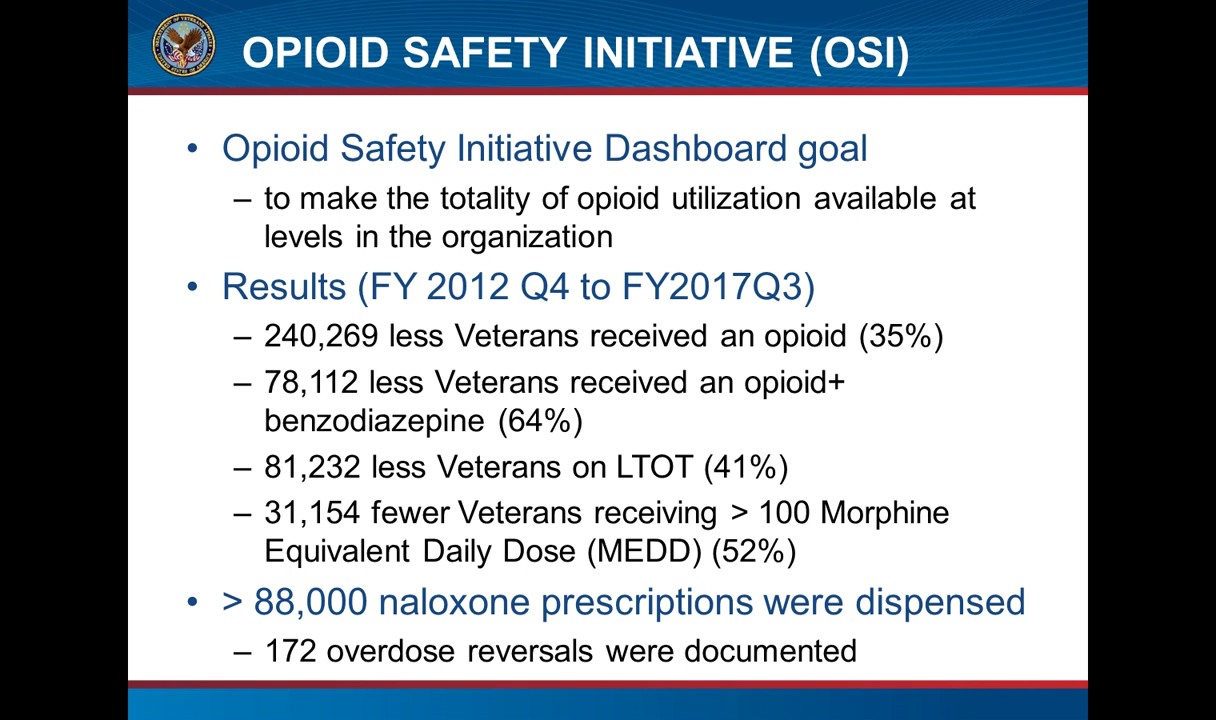 OPIOID SAFETY INITIATIVE (OSI)
• Opioid Safety Initiative Dashboard goal
– to make the totality of opioid utilization available at
levels in the organization
• Results (FY 2012 Q4 to FY2017Q3)
– 240,269 less Veterans received an opioid (35%)
– 78,112 less Veterans received an opioid+
benzodiazepine (64%)
– 81,232 less Veterans on LTOT (41%)
– 31,154 fewer Veterans receiving > 100 Morphine
Equivalent Daily Dose (MEDD) (52%)
• > 88,000 naloxone prescriptions were dispensed
– 172 overdose reversals were documented